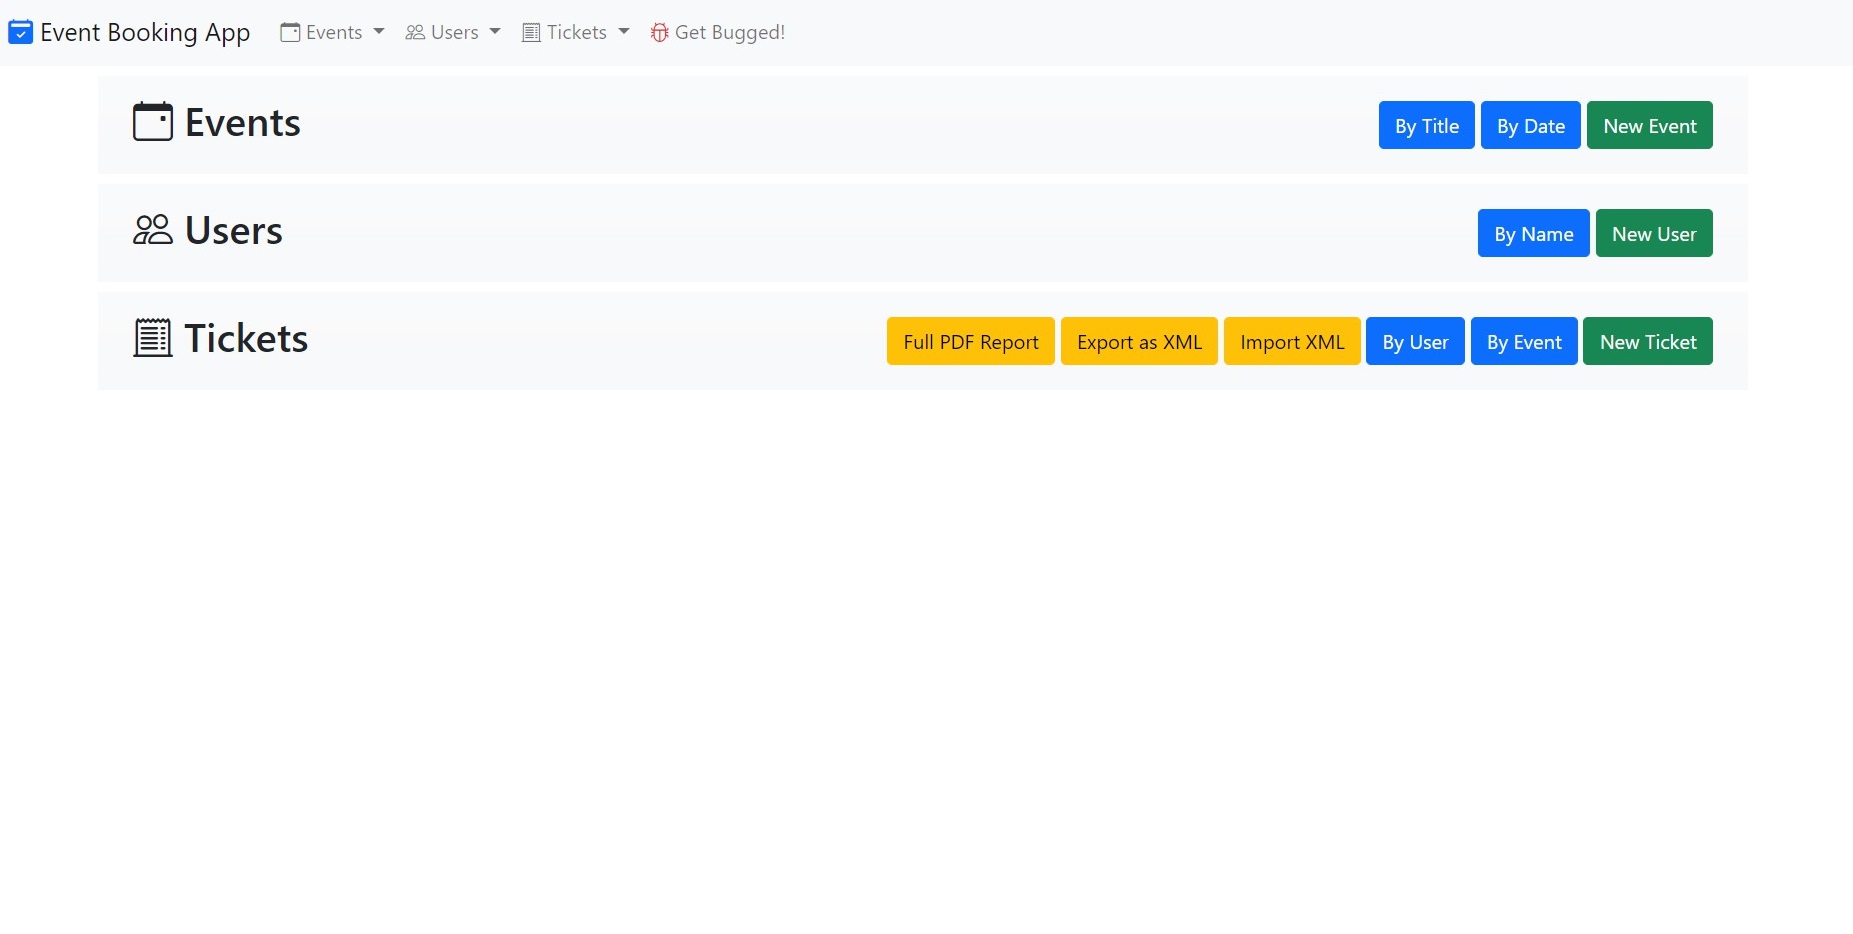 Event Booking App Events Users Tickets Get Bugged!
Events By Title By Date New Event
Users By Name New User
Tickets Full PDF Report Export as XML Import XML By User By Event New Ticket